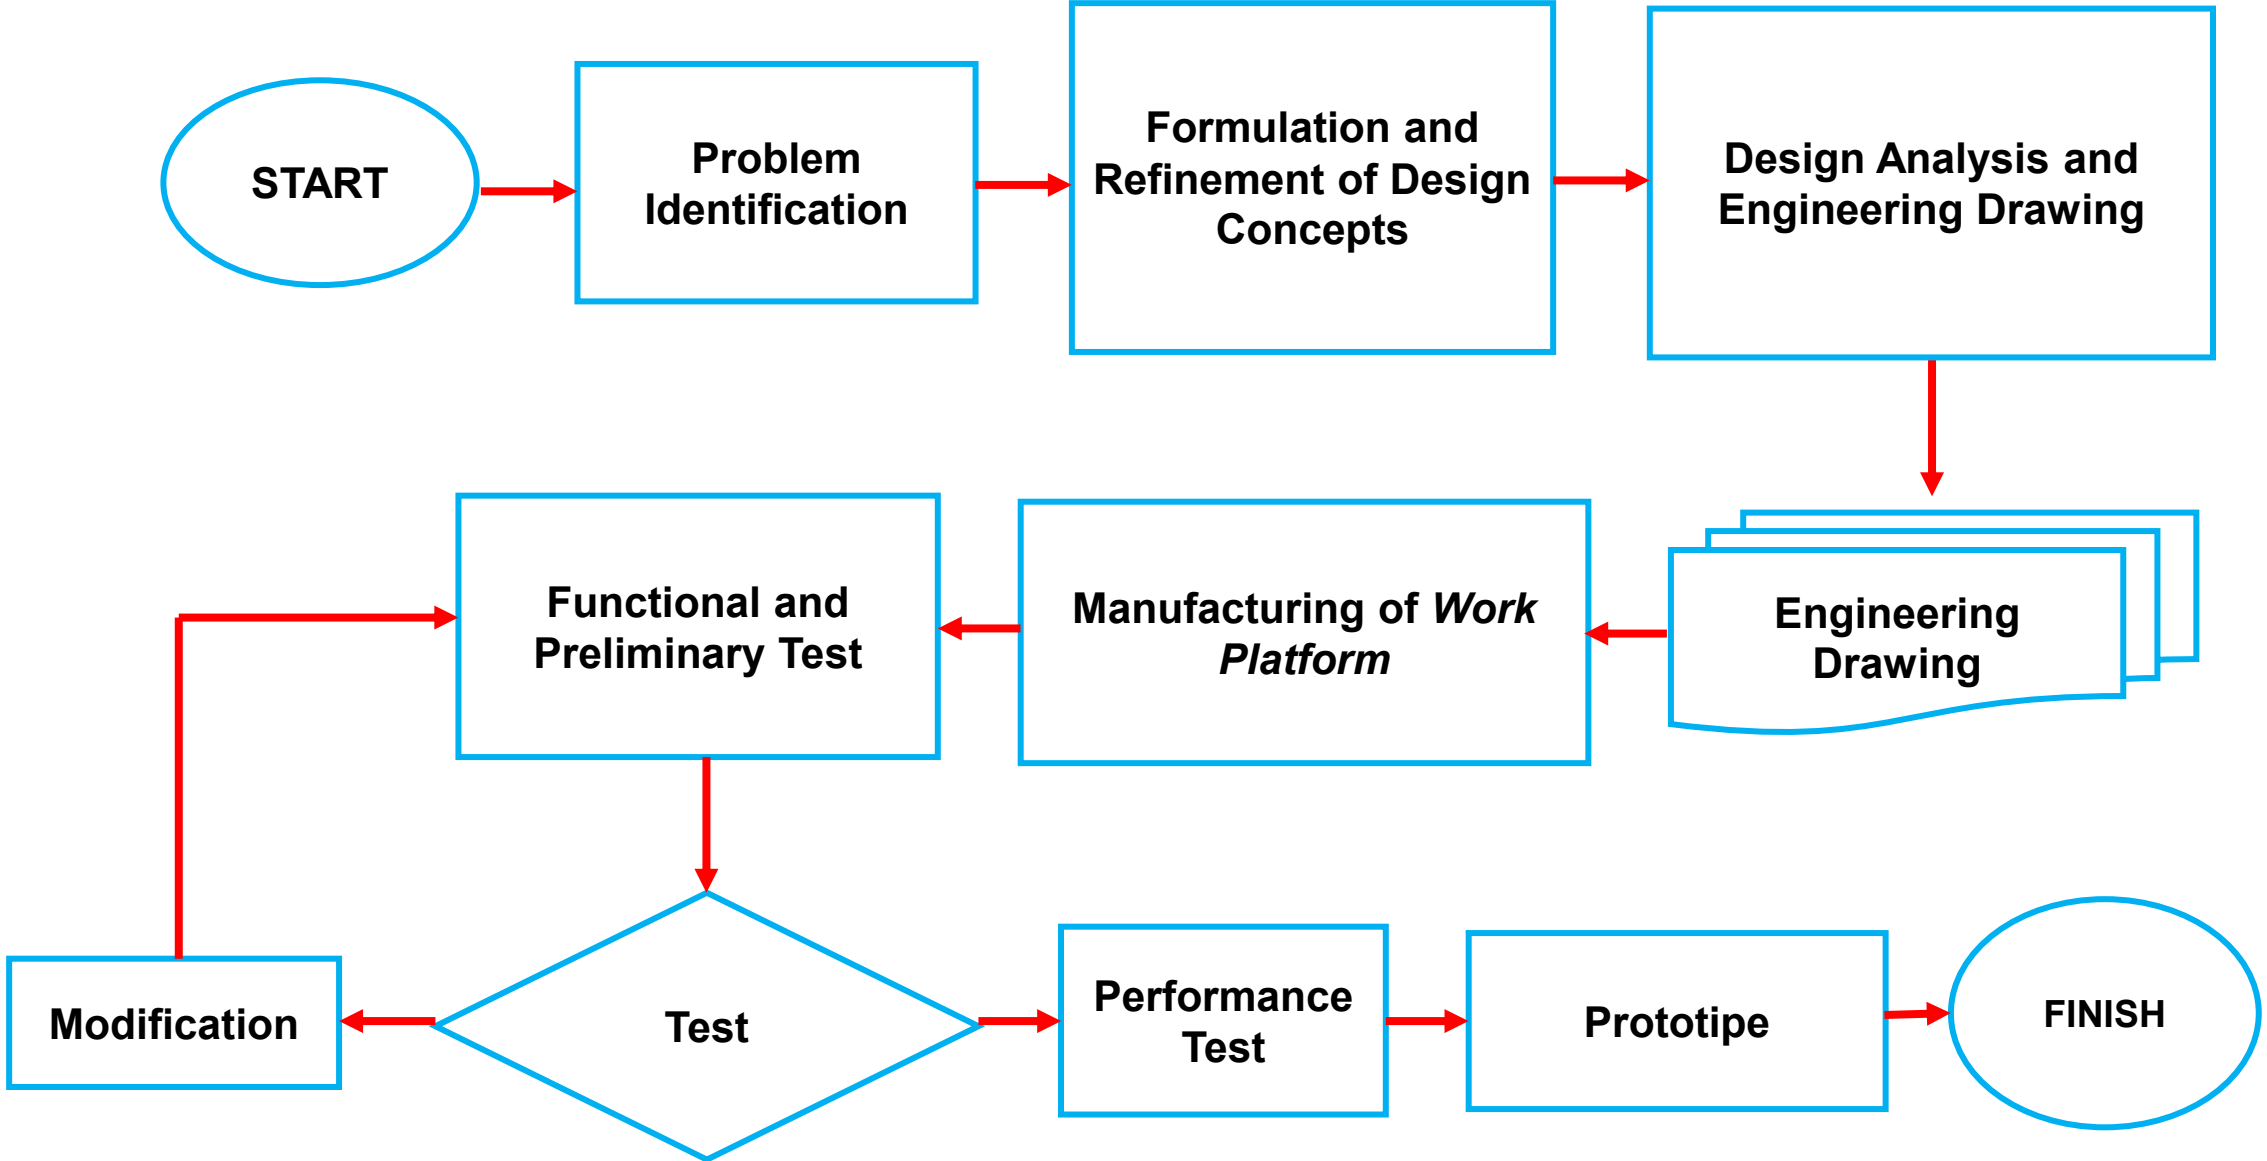 START
Problem
Identification
Formulation and
Refinement of Design
Concepts
Design Analysis and
Engineering Drawing
Engineering
Drawing
Manufacturing of Work
Platform
Functional and
Preliminary Test
Test
Modification
Performance
Test
Prototipe
FINISH